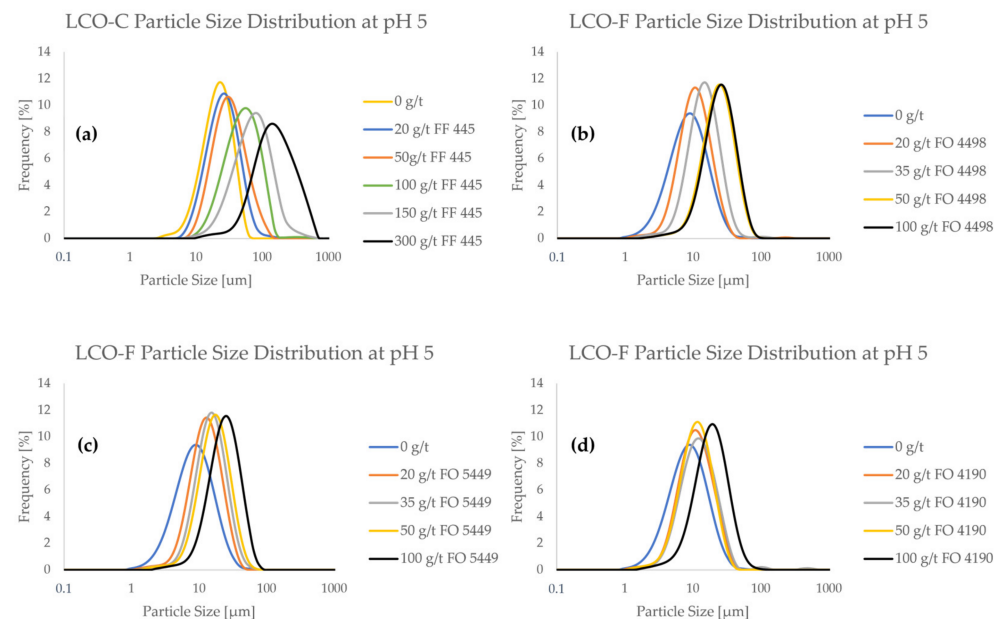 LCO-C Particle Size Distribution at pH 5
14
12
10
8
6
4
2
0
Frequency [%]
(a)
0.1
1
10
100
1000
Particle Size [um]
0 g/t
20 g/t FF 445
50g/t FF 445
100 g/t FF 445
150 g/t FF 445
300 g/t FF 445
LCO-F Particle Size Distribution at pH 5
14
12
10
8
6
4
2
0
Frequency [%]
(b)
0.1
1
10
100
1000
Particle Size [µm]
0 g/t
20 g/t FO 4498
35 g/t FO 4498
50 g/t FO 4498
100 g/t FO 4498
LCO-F Particle Size Distribution at pH 5
14
12
10
8
6
4
2
0
Frequency [%]
(c)
0.1
1
10
100
1000
Particle Size [µm]
0 g/t
20 g/t FO 5449
35 g/t FO 5449
50 g/t FO 5449
100 g/t FO 5449
LCO-F Particle Size Distribution at pH 5
14
12
10
8
6
4
2
0
Frequency [%]
(d)
0.1
1
10
100
1000
Particle Size [µm]
0 g/t
20 g/t FO 4190
35 g/t FO 4190
50 g/t FO 4190
100 g/t FO 4190